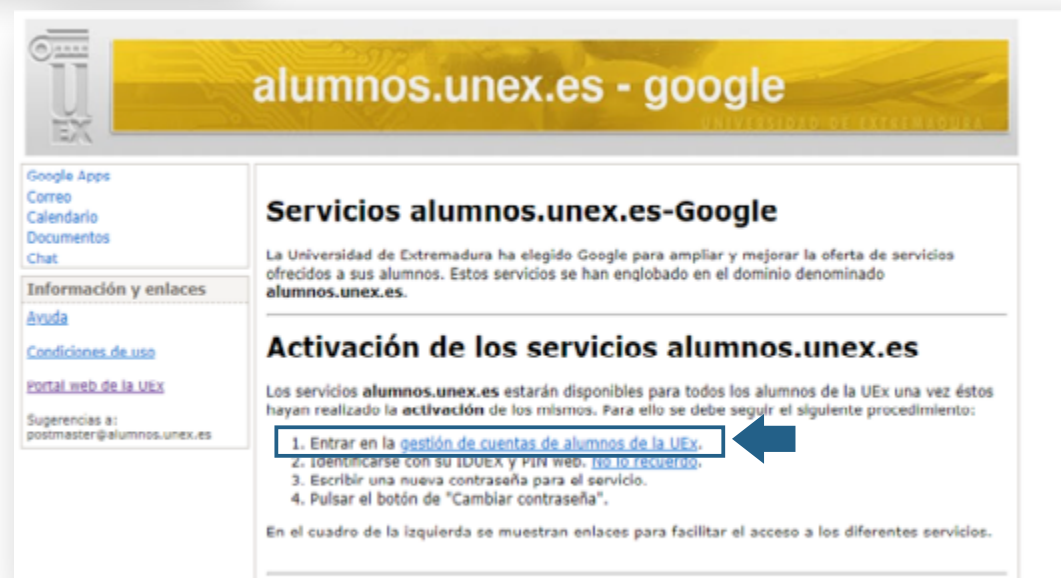 UEX
alumnos.unex.es - google
UNIVERSIDAD DE EXTREMADURA
Google Apps
Correo
Calendario
Documentos
Chat
Información y enlaces
Ayuda
Condiciones de uso
Portal web de la UEx
Sugerencias a:
postmaster@alumnos.unex.es
Servicios alumnos.unex.es-Google
La Universidad de Extremadura ha elegido Google para ampliar y mejorar la oferta de servicios
ofrecidos a sus alumnos. Estos servicios se han englobado en el dominio denominado
alumnos.unex.es.
Activación de los servicios alumnos.unex.es
Los servicios alumnos.unex.es estarán disponibles para todos los alumnos de la UEx una vez éstos
hayan realizado la activación de los mismos. Para ello se debe seguir el siguiente procedimiento:
1. Entrar en la gestión de cuentas de alumnos de la UEx.
2. Identificarse con su IDUEX y PIN web. No lo recuerdo.
3. Escribir una nueva contraseña para el servicio.
4. Pulsar el botón de "Cambiar contraseña".
En el cuadro de la izquierda se muestran enlaces para facilitar el acceso a los diferentes servicios.